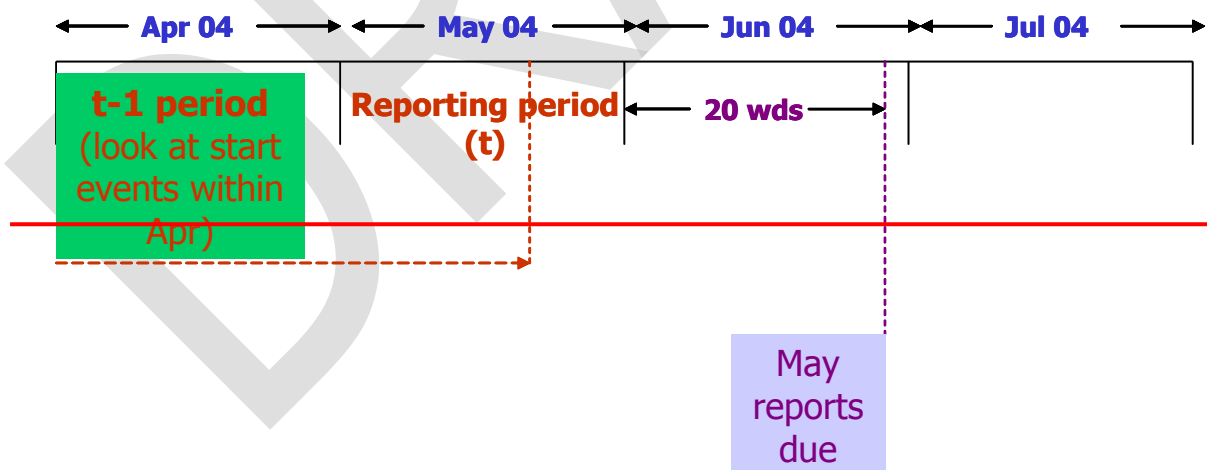 Apr 04 May 04 Jun 04 Jul 04
t-1 period
(look at start
events within
Apr)
Reporting period
(t)
20 wds
May
reports
due